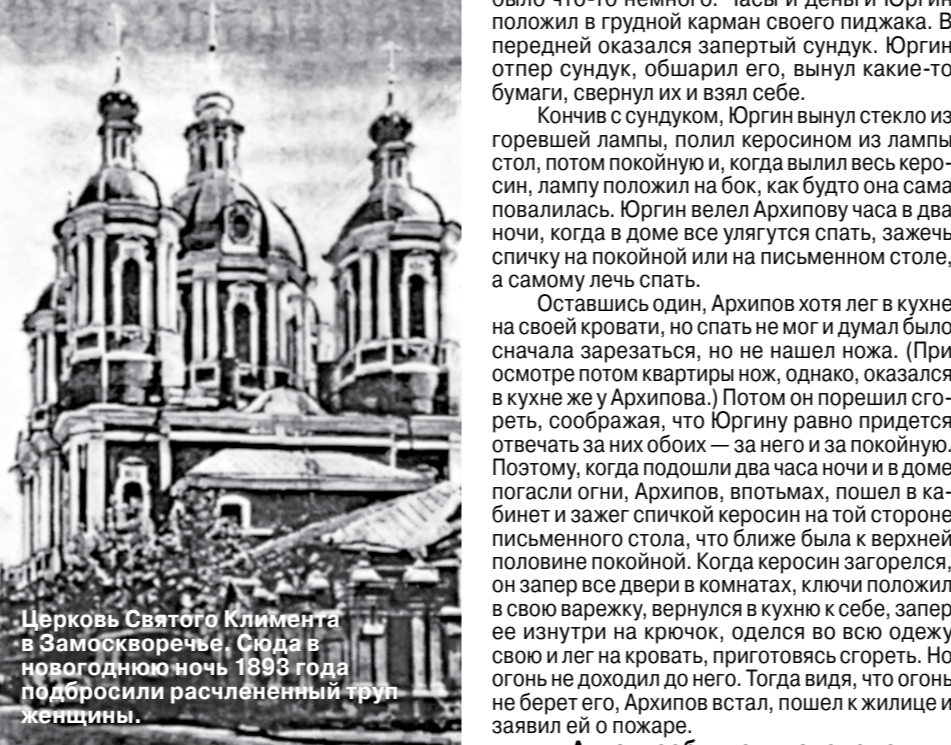 Церковь Святого Климента
в Замоскворечье. Сюда в
новогоднюю ночь 1893 года
подбросили расчлененный труп
женщины.
было что-то немного. Часы и деньги Юргин
положил в грудной карман своего пиджака. В
передней оказался запертый сундук. Юргин
отпер сундук, обшарил его, вынул какие-то
бумаги, свернул их и взял себе.
Кончив с сундуком, Юргин вынул стекло из
горевшей лампы, полил керосином из лампы
стол, потом покойную и, когда вылил весь керо-
син, лампу положил на бок, как будто она сама
повалилась. Юргин велел Архипову часа в два
ночи, когда в доме все улягутся спать, зажечь
спичку на покойной или на письменном столе,
а самому лечь спать.
Оставшись один, Архипов хотя лег в кухне
на своей кровати, но спать не мог и думал было
сначала зарезаться, но не нашел ножа. (При
осмотре потом квартиры нож, однако, оказался
в кухне же у Архипова.) Потом он порешил сго-
реть, соображая, что Юргину равно придется
отвечать за них обоих — за него и за покойную.
Поэтому, когда подошли два часа ночи и в доме
погасли огни, Архипов, впотьмах, пошел в ка-
бинет и зажег спичкой керосин на той стороне
письменного стола, что ближе была к верхней
половине покойной. Когда керосин загорелся,
он запер все двери в комнатах, ключи положил
в свою варежку, вернулся в кухню к себе, запер
ее изнутри на крючок, оделся во всю одежу
свою и лег на кровать, приготовясь сгореть. Но
огонь не доходил до него. Тогда видя, что огонь
не берет его, Архипов встал, пошел к жилице и
заявил ей о пожаре.